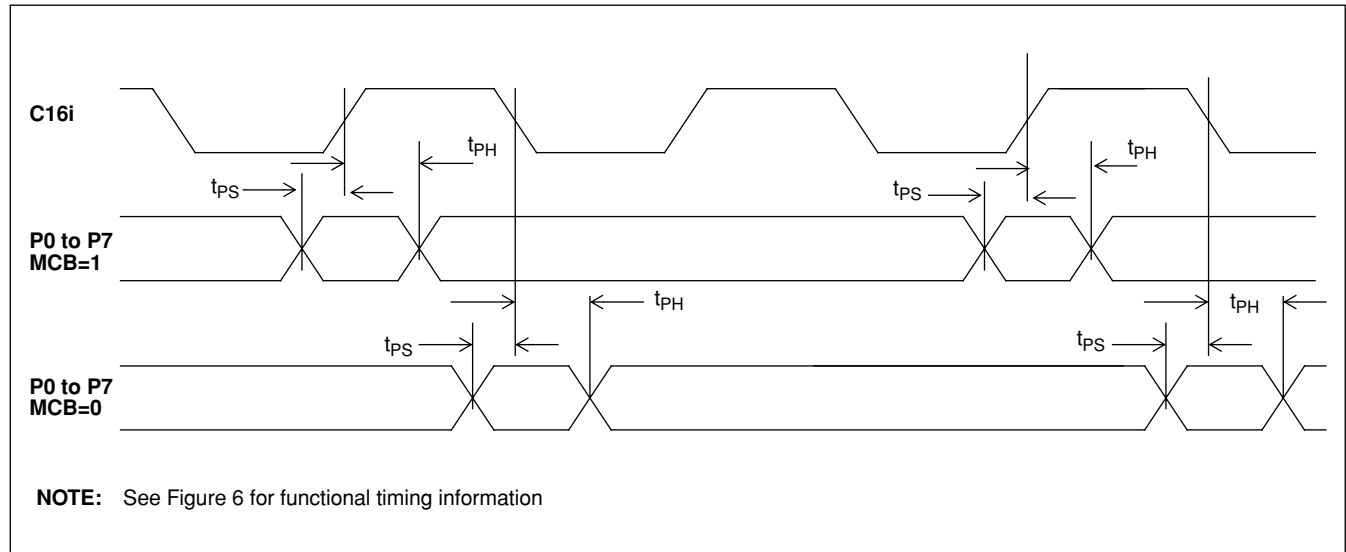 C16i
tPH
tPH
tPS
tPS
P0 to P7
MCB=1
P0 to P7
MCB=0
tPH
tPH
tPS
tPS
NOTE: See Figure 6 for functional timing information